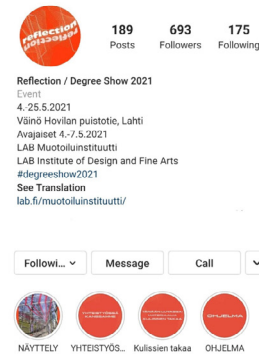 reflection
reflection
189 693 175
Posts Followers Following
Reflection / Degree Show 2021
Event
4.-25.5.2021
Väinö Hovilan puistotie, Lahti
Avajaiset 4.-7.5.2021
LAB Muotoiluinstituutti
LAB Institute of Design and Fine Arts
#degreeshow2021
See Translation
lab.fi/muotoiluinstituutti/
Followi... Message Call
OHJELMA
NÄYTTELY YHTEISTYÖS... Kulissien takaa OHJELMA